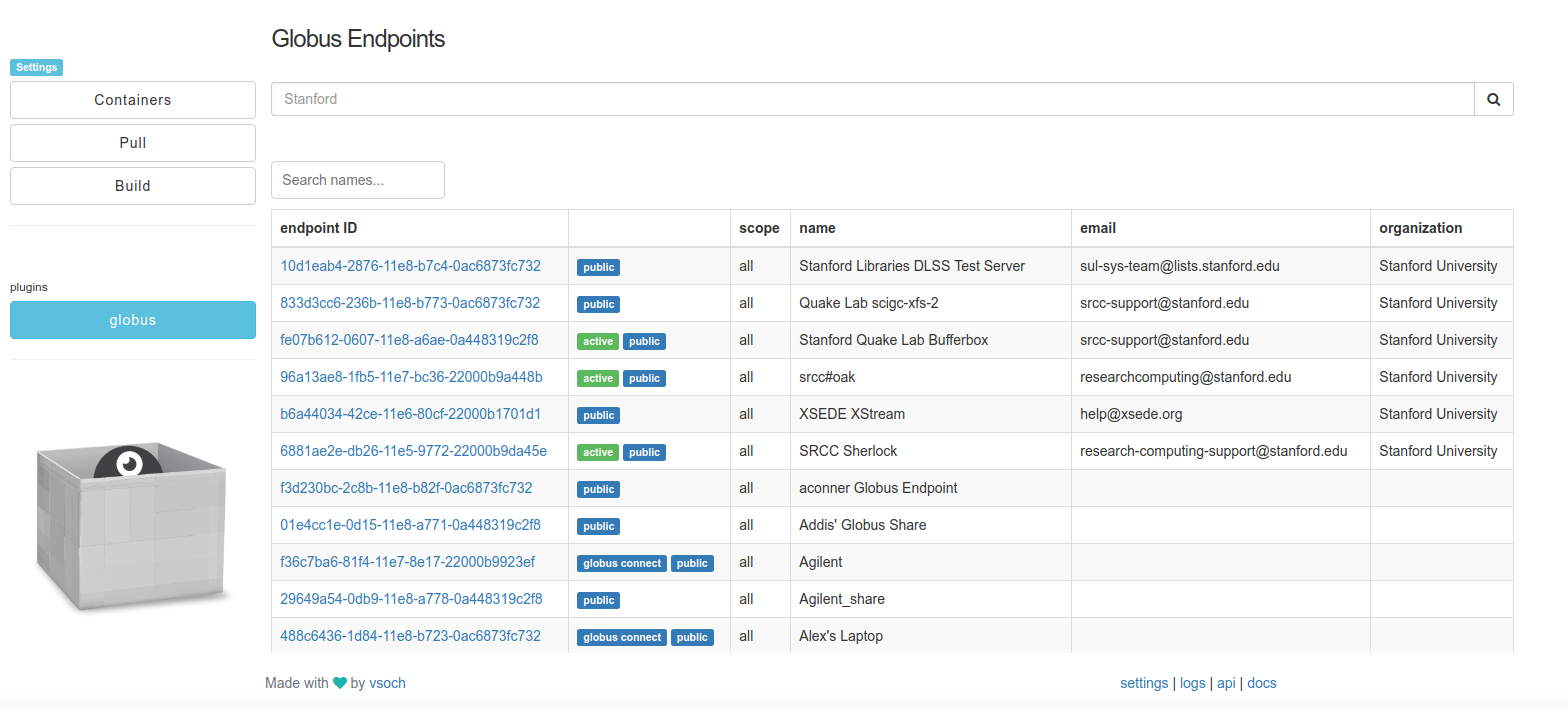 Globus Endpoints
Settings
Containers
Pull
Build
plugins
globus
Stanford
Search names...
endpoint ID scope name email organization
10d1eab4-2876-11e8-b7c4-0ac6873fc732 public all Stanford Libraries DLSS Test Server sul-sys-team@lists.stanford.edu Stanford University
833d3cc6-236b-11e8-b773-0ac6873fc732 public all Quake Lab scigc-xfs-2 srcc-support@stanford.edu Stanford University
fe07b612-0607-11e8-a6ae-0a448319c2f8 active public all Stanford Quake Lab Bufferbox srcc-support@stanford.edu Stanford University
96a13ae8-1fb5-11e7-bc36-22000b9a448b active public all srcc#oak researchcomputing@stanford.edu Stanford University
b6a44034-42ce-11e6-80cf-22000b1701d1 public all XSEDE XStream help@xsede.org Stanford University
6881ae2e-db26-11e5-9772-22000b9da45e active public all SRCC Sherlock research-computing-support@stanford.edu Stanford University
f3d230bc-2c8b-11e8-b82f-0ac6873fc732 public all aconner Globus Endpoint
01e4cc1e-0d15-11e8-a771-0a448319c2f8 public all Addis' Globus Share
f36c7ba6-81f4-11e7-8e17-22000b9923ef globus connect public all Agilent
29649a54-0db9-11e8-a778-0a448319c2f8 public all Agilent_share
488c6436-1d84-11e8-b723-0ac6873fc732 globus connect public all Alex's Laptop
Made with by vsoch
settings | logs | api | docs